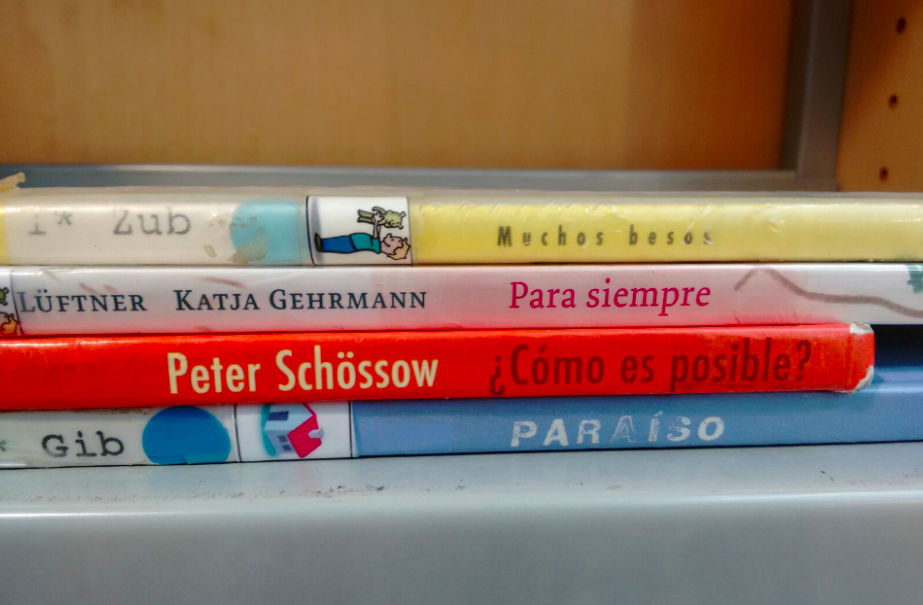 I* Zub Muchos besos
LÜFTNER KATJA GEHRMANN Para siempre
Peter Schössow ¿Cómo es posible?
* Gib PARAÍSO